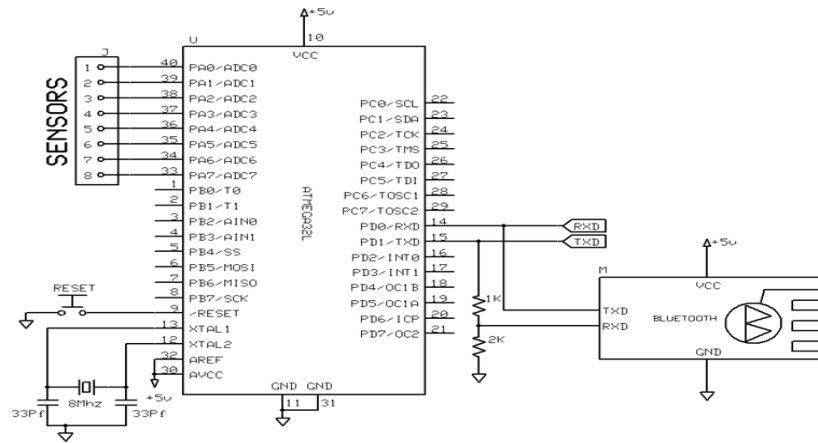 +5v
U
10
VCC
J
SENSORS
1
2
3
4
5
6
7
8
40 PA0/ADC0
39 PA1/ADC1
38 PA2/ADC2
37 PA3/ADC3
36 PA4/ADC4
35 PA5/ADC5
34 PA6/ADC6
33 PA7/ADC7
1 PB0/T0
2 PB1/T1
3 PB2/AIN0
4 PB3/AIN1
5 PB4/SS
6 PB5/MOSI
7 PB6/MISO
8 PB7/SCK
9 /RESET
13 XTAL1
12 XTAL2
32 AREF
30 AVCC
ATMEGA32L
PC0/SCL 22
PC1/SDA 23
PC2/TCK 24
PC3/TMS 25
PC4/TDO 26
PC5/TDI 27
PC6/TOSC1 28
PC7/TOSC2 29
PD0/RXD 14
PD1/TXD 15
PD2/INT0 16
PD3/INT1 17
PD4/OC1B 18
PD5/OC1A 19
PD6/ICP 20
PD7/OC2 21
GND GND
11 31
RESET
+5v
8Mhz
33Pf
33Pf
RXD
TXD
1K
2K
+5v
M
VCC
TXD
RXD
BLUETOOTH
GND